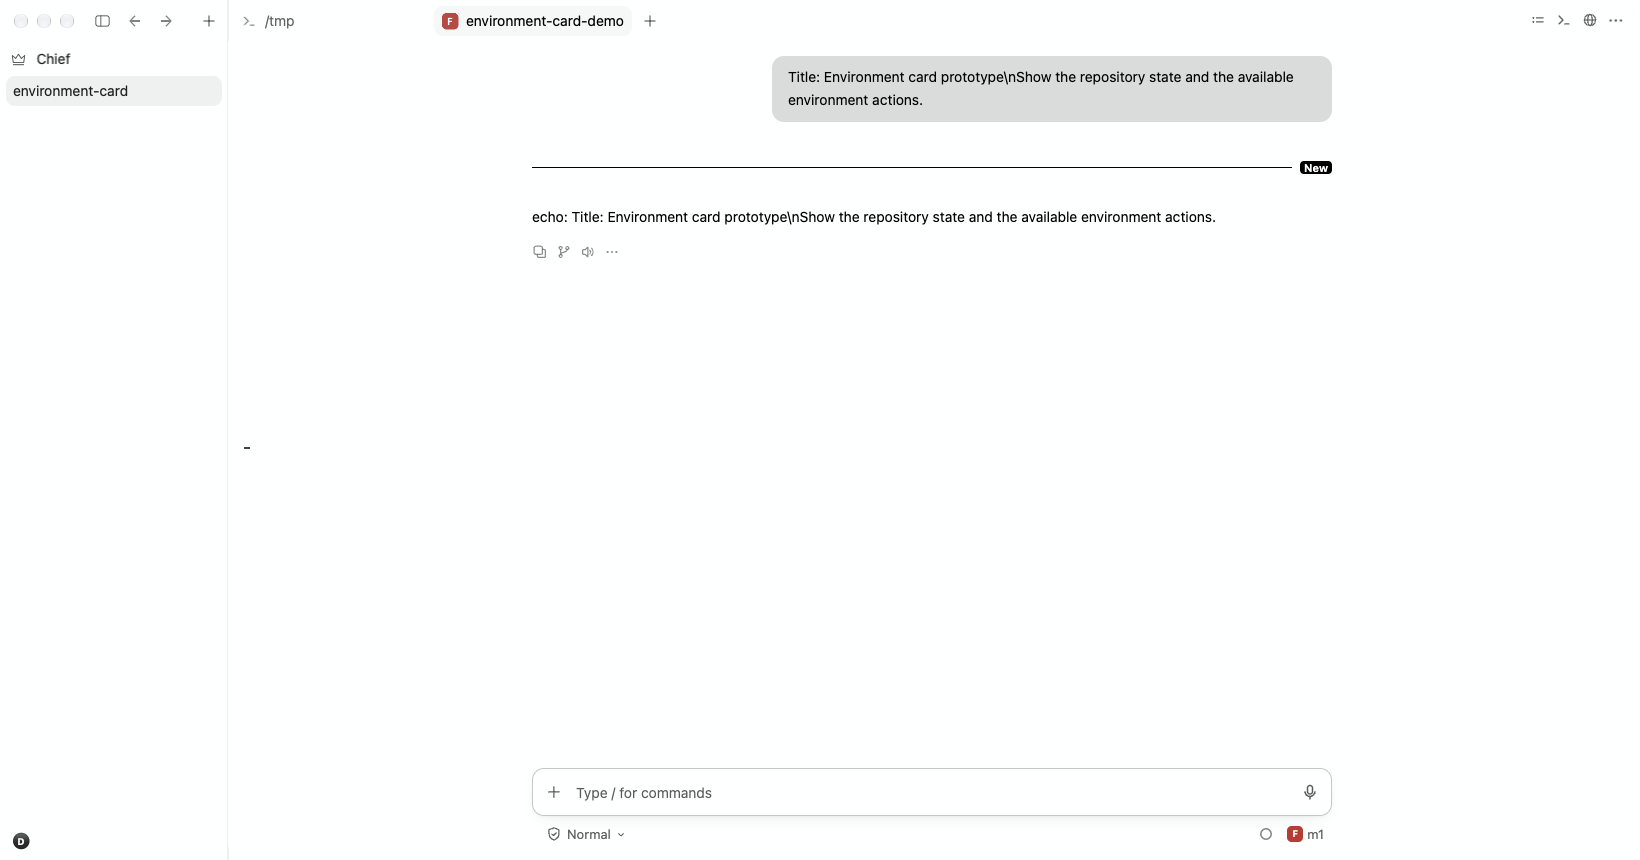 /tmp
F environment-card-demo
Chief
environment-card
Title: Environment card prototype\nShow the repository state and the available
environment actions.
New
echo: Title: Environment card prototype\nShow the repository state and the available environment actions.
Type / for commands
Normal
F m1
D